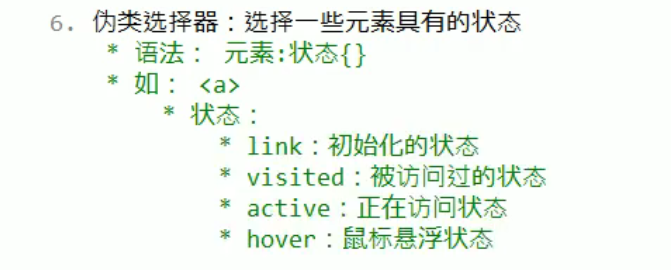 6. 伪类选择器：选择一些元素具有的状态
* 语法： 元素:状态{}
* 如： <a>
* 状态：
* link：初始化的状态
* visited：被访问过的状态
* active：正在访问状态
* hover：鼠标悬浮状态